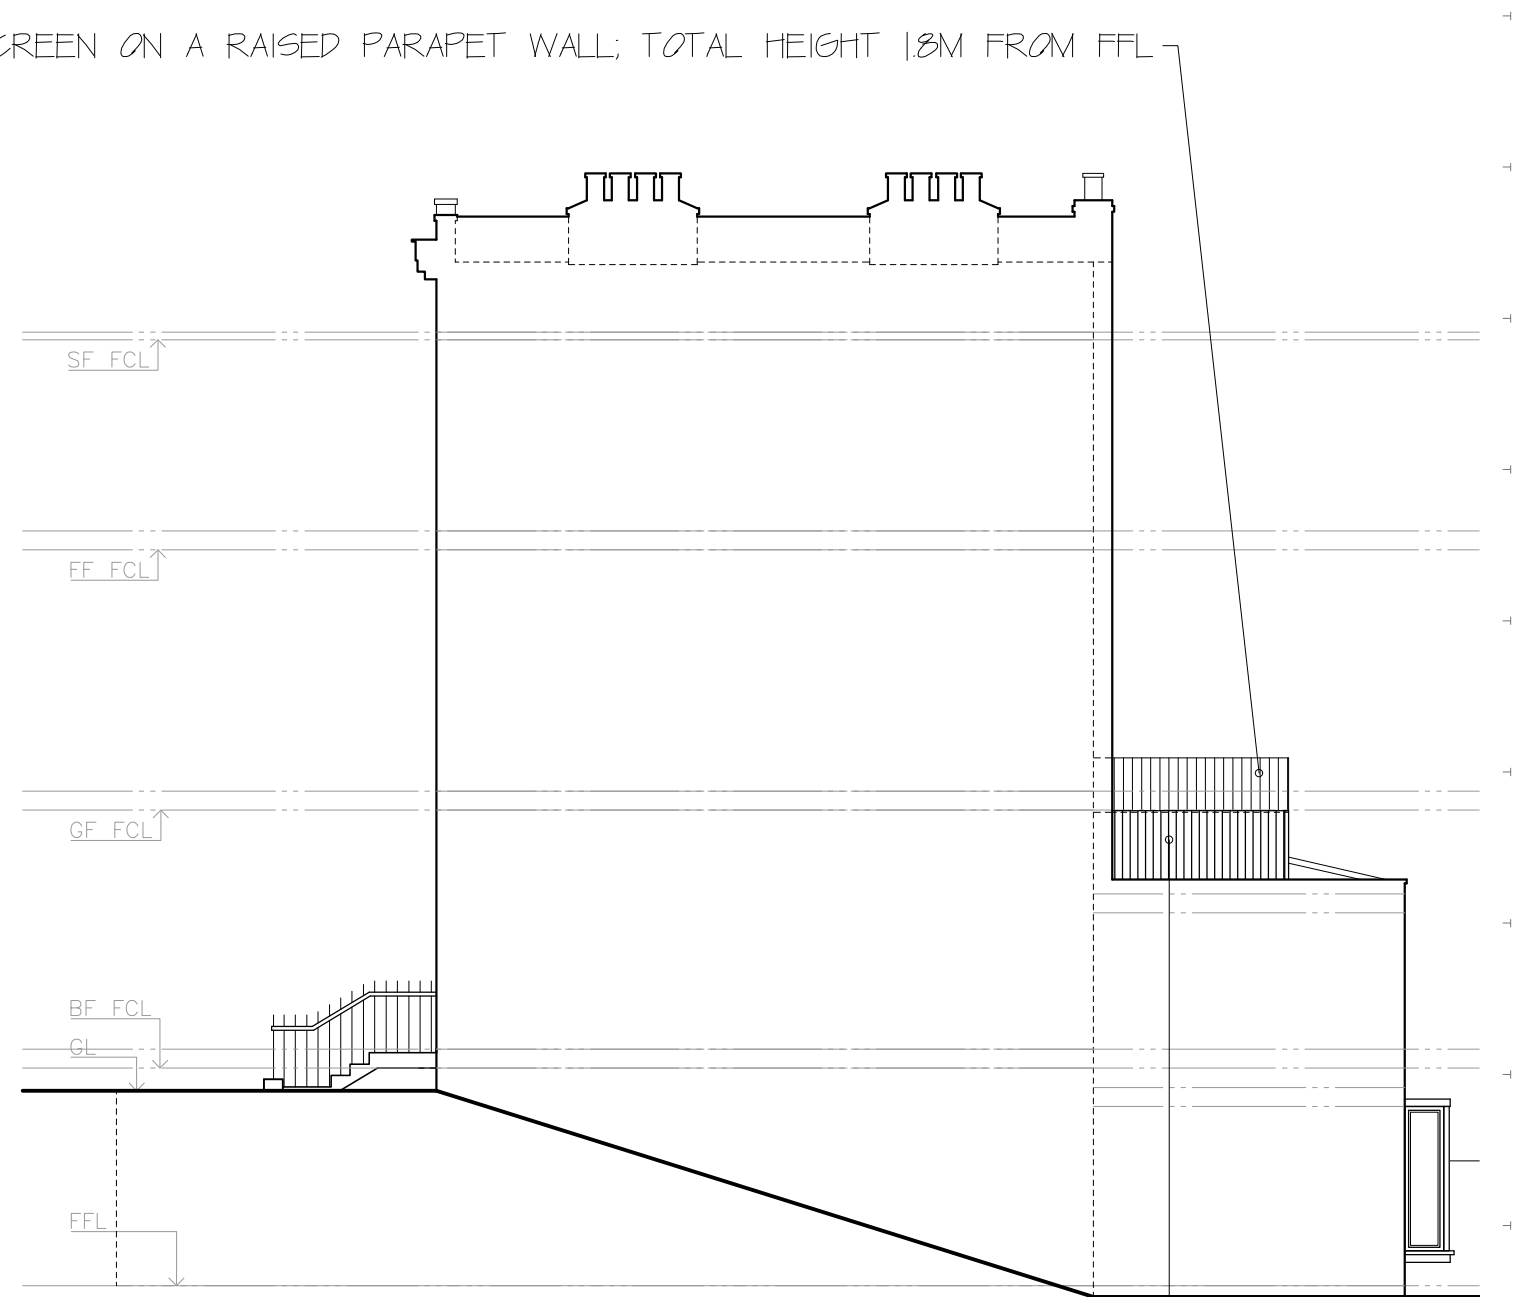 CREEN ON A RAISED PARAPET WALL; TOTAL HEIGHT 1.8M FROM FFL
SF FCL
FF FCL
GF FCL
BF FCL
GL
FFL